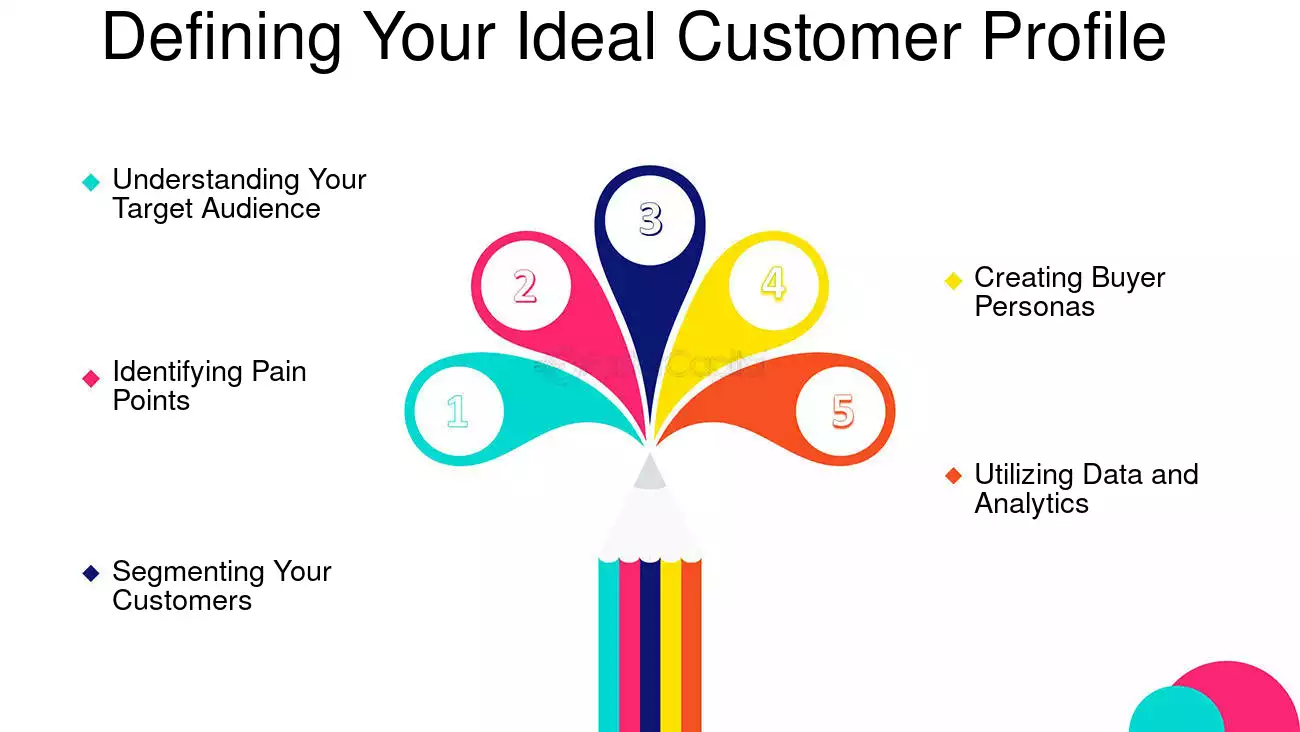 Defining Your Ideal Customer Profile
Understanding Your
Target Audience
Identifying Pain
Points
Segmenting Your
Customers
1
2
3
4
5
Creating Buyer
Personas
Utilizing Data and
Analytics